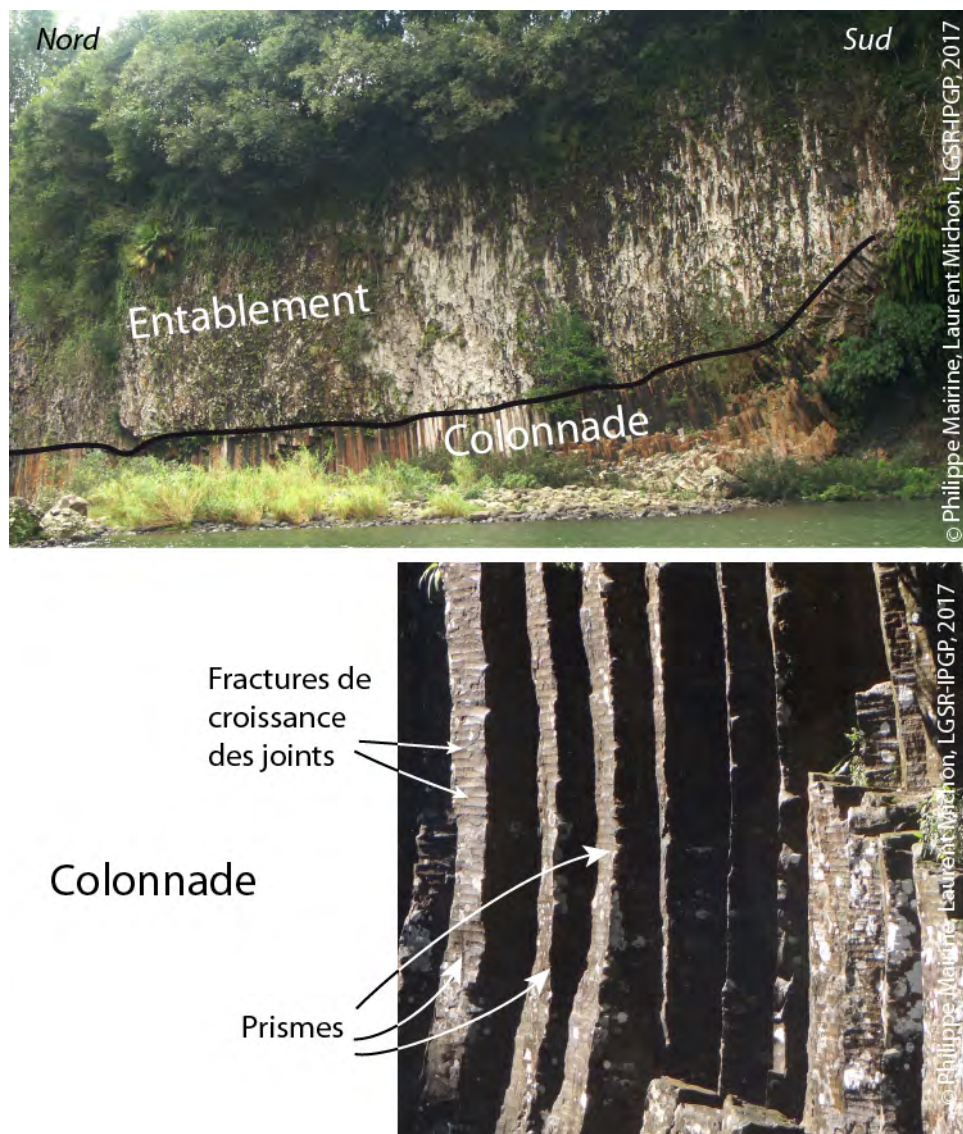 Nord
Sud
Entablement
Colonnade
© Philippe Mairine, Laurent Michon, LGSR-IPGP, 2017
Fractures de
croissance
des joints
Colonnade
Prismes
© Philippe Mairine, Laurent Michon, LGSR-IPGP, 2017